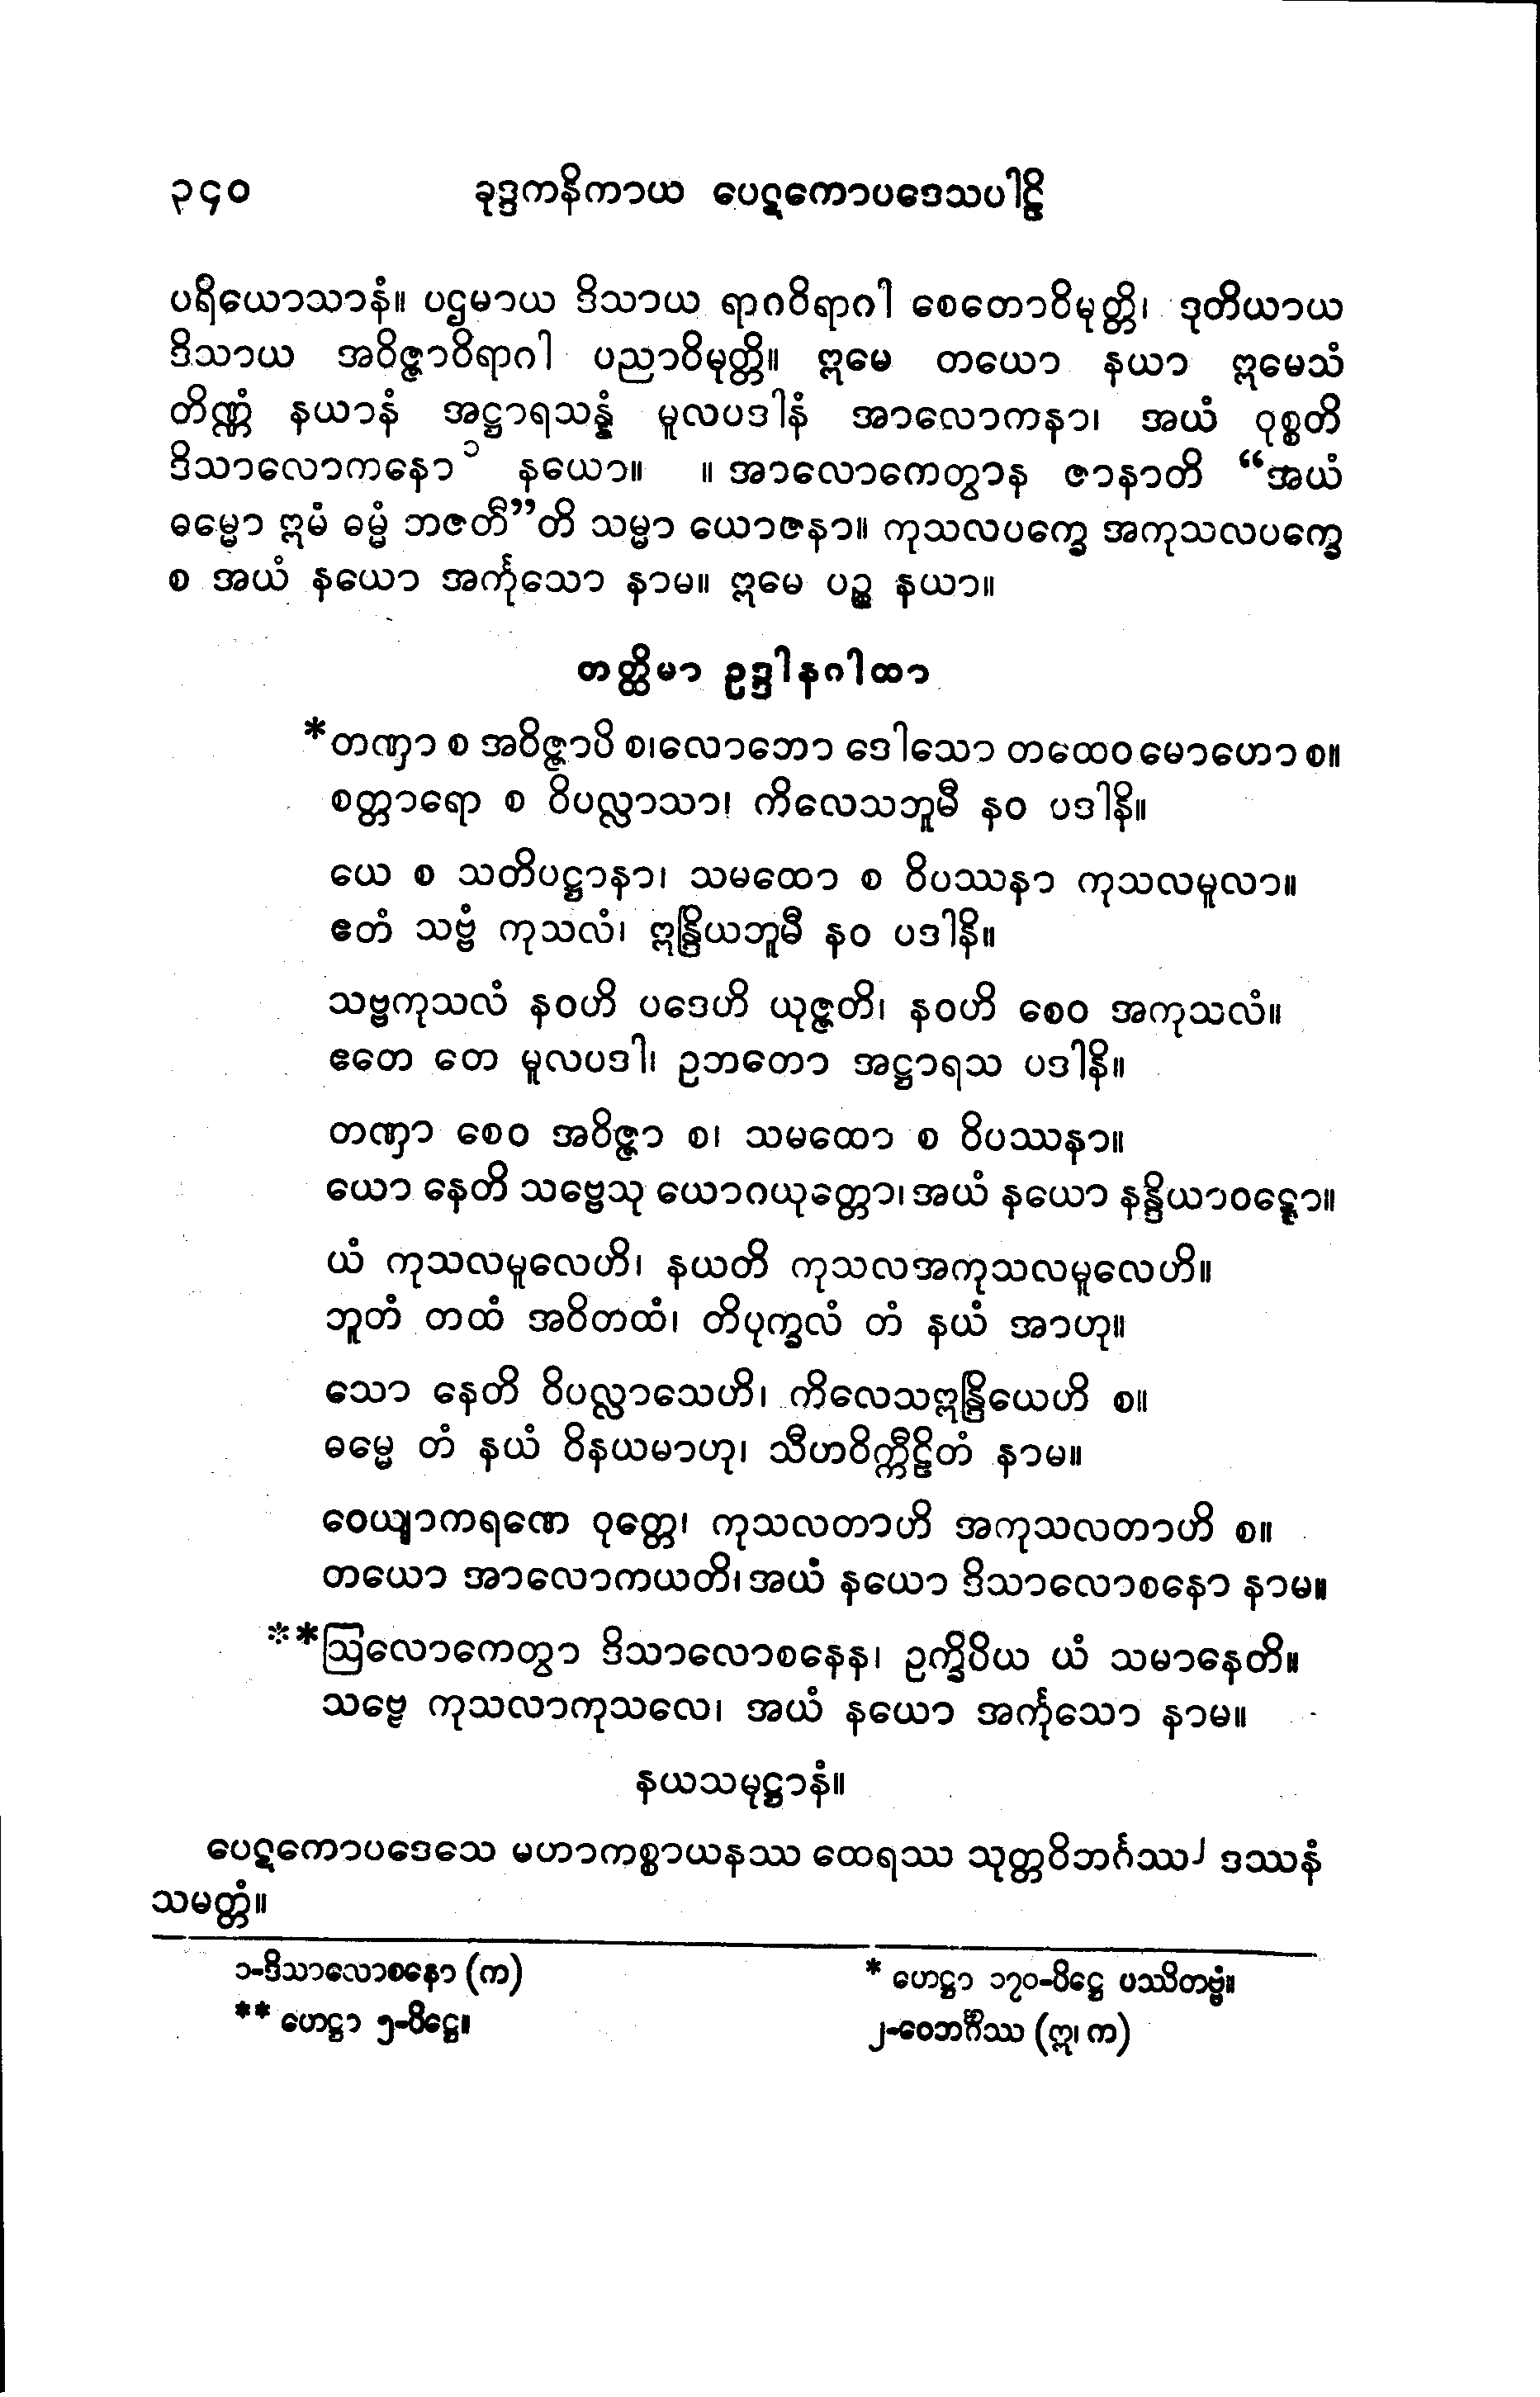 ၃၄၀ ခုဒ္ဒကနိကာယ ပေဋကောပဒေသပါဠိ
ပရိယောသာနံ။ ပဌမာယ ဒိသာယ ရာဂဝိရာဂါ စေတောဝိမုတ္တိ၊ ဒုတိယာယ
ဒိသာယ အဝိဇ္ဇာဝိရာဂါ ပညာဝိမုတ္တိ။ ဣမေ တယော နယာ ဣမေသံ
တိဏ္ဏံ နယာနံ အဋ္ဌာရသန္နံ မူလပဒါနံ အာလောကနာ၊ အယံ ဝုစ္စတိ
ဒိသာလောကနော၁ နယော။ ။ အာလောကေတွာန ဇာနာတိ “အယံ
ဓမ္မော ဣမံ ဓမ္မံ ဘဇတီ”တိ သမ္မာ ယောဇနာ။ ကုသလပက္ခေ အကုသလပက္ခေ
စ အယံ နယော အင်္ကုသော နာမ။ ဣမေ ပဉ္စ နယာ။
တတ္ထိမာ ဥဒ္ဒါနဂါထာ
*တဏှာ စ အဝိဇ္ဇာပိ စ၊လောဘော ဒေါသော တထေဝ မောဟော စ။
စတ္တာရော စ ဝိပလ္လာသာ၊ ကိလေသဘူမီ နဝ ပဒါနိ။
ယေ စ သတိပဋ္ဌာနာ၊ သမထော စ ဝိပဿနာ ကုသလမူလာ။
ဧတံ သဗ္ဗံ ကုသလံ၊ ဣန္ဒြိယဘူမီ နဝ ပဒါနိ။
သဗ္ဗကုသလံ နဝဟိ ပဒေဟိ ယုဇ္ဇတိ၊ နဝဟိ စေဝ အကုသလံ။
ဧတေ တေ မူလပဒါ၊ ဥဘတော အဋ္ဌာရသ ပဒါနိ။
တဏှာ စေဝ အဝိဇ္ဇာ စ၊ သမထော စ ဝိပဿနာ။
ယော နေတိ သဗ္ဗေသု ယောဂယုတ္တော၊ အယံ နယော နန္ဒိယာဝဋ္ဋော။
ယံ ကုသလမူလေဟိ၊ နယတိ ကုသလအကုသလမူလေဟိ။
ဘူတံ တထံ အဝိတထံ၊ တိပုက္ခလံ တံ နယံ အာဟု။
သော နေတိ ဝိပလ္လာသေဟိ၊ ကိလေသဣန္ဒြိယေဟိ စ။
ဓမ္မေ တံ နယံ ဝိနယမာဟု၊ သီဟဝိက္ကီဠိတံ နာမ။
ဝေယျာကရဏေ ဝုတ္တေ၊ ကုသလတာဟိ အကုသလတာဟိ စ။
တယော အာလောကယတိ၊ အယံ နယော ဒိသာလောစနော နာမ။
**ဩလောကေတွာ ဒိသာလောစနေန၊ ဥက္ခိပိယ ယံ သမာနေတိ။
သဗ္ဗေ ကုသလာကုသလေ၊ အယံ နယော အင်္ကုသော နာမ။
နယသမုဋ္ဌာနံ။
ပေဋကောပဒေသေ မဟာကစ္စာယနဿ ထေရဿ သုတ္တဝိဘင်္ဂဿ၂ ဒဿနံ
သမတ္တံ။
၁-ဒိသာလောစနော (က) * ဟေဋ္ဌာ ၁၇၀-ပိဋ္ဌေ ပဿိတဗ္ဗံ။
** ဟေဋ္ဌာ ၅-ပိဋ္ဌေ။ ၂-ဝေဘင်္ဂိဿ (ဣ၊ က)